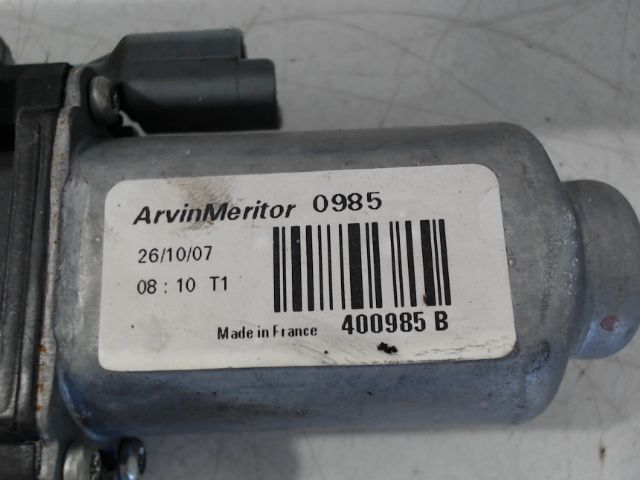 ArvinMeritor 0985
26/10/07
08 : 10 T1
Made in France 400985 B